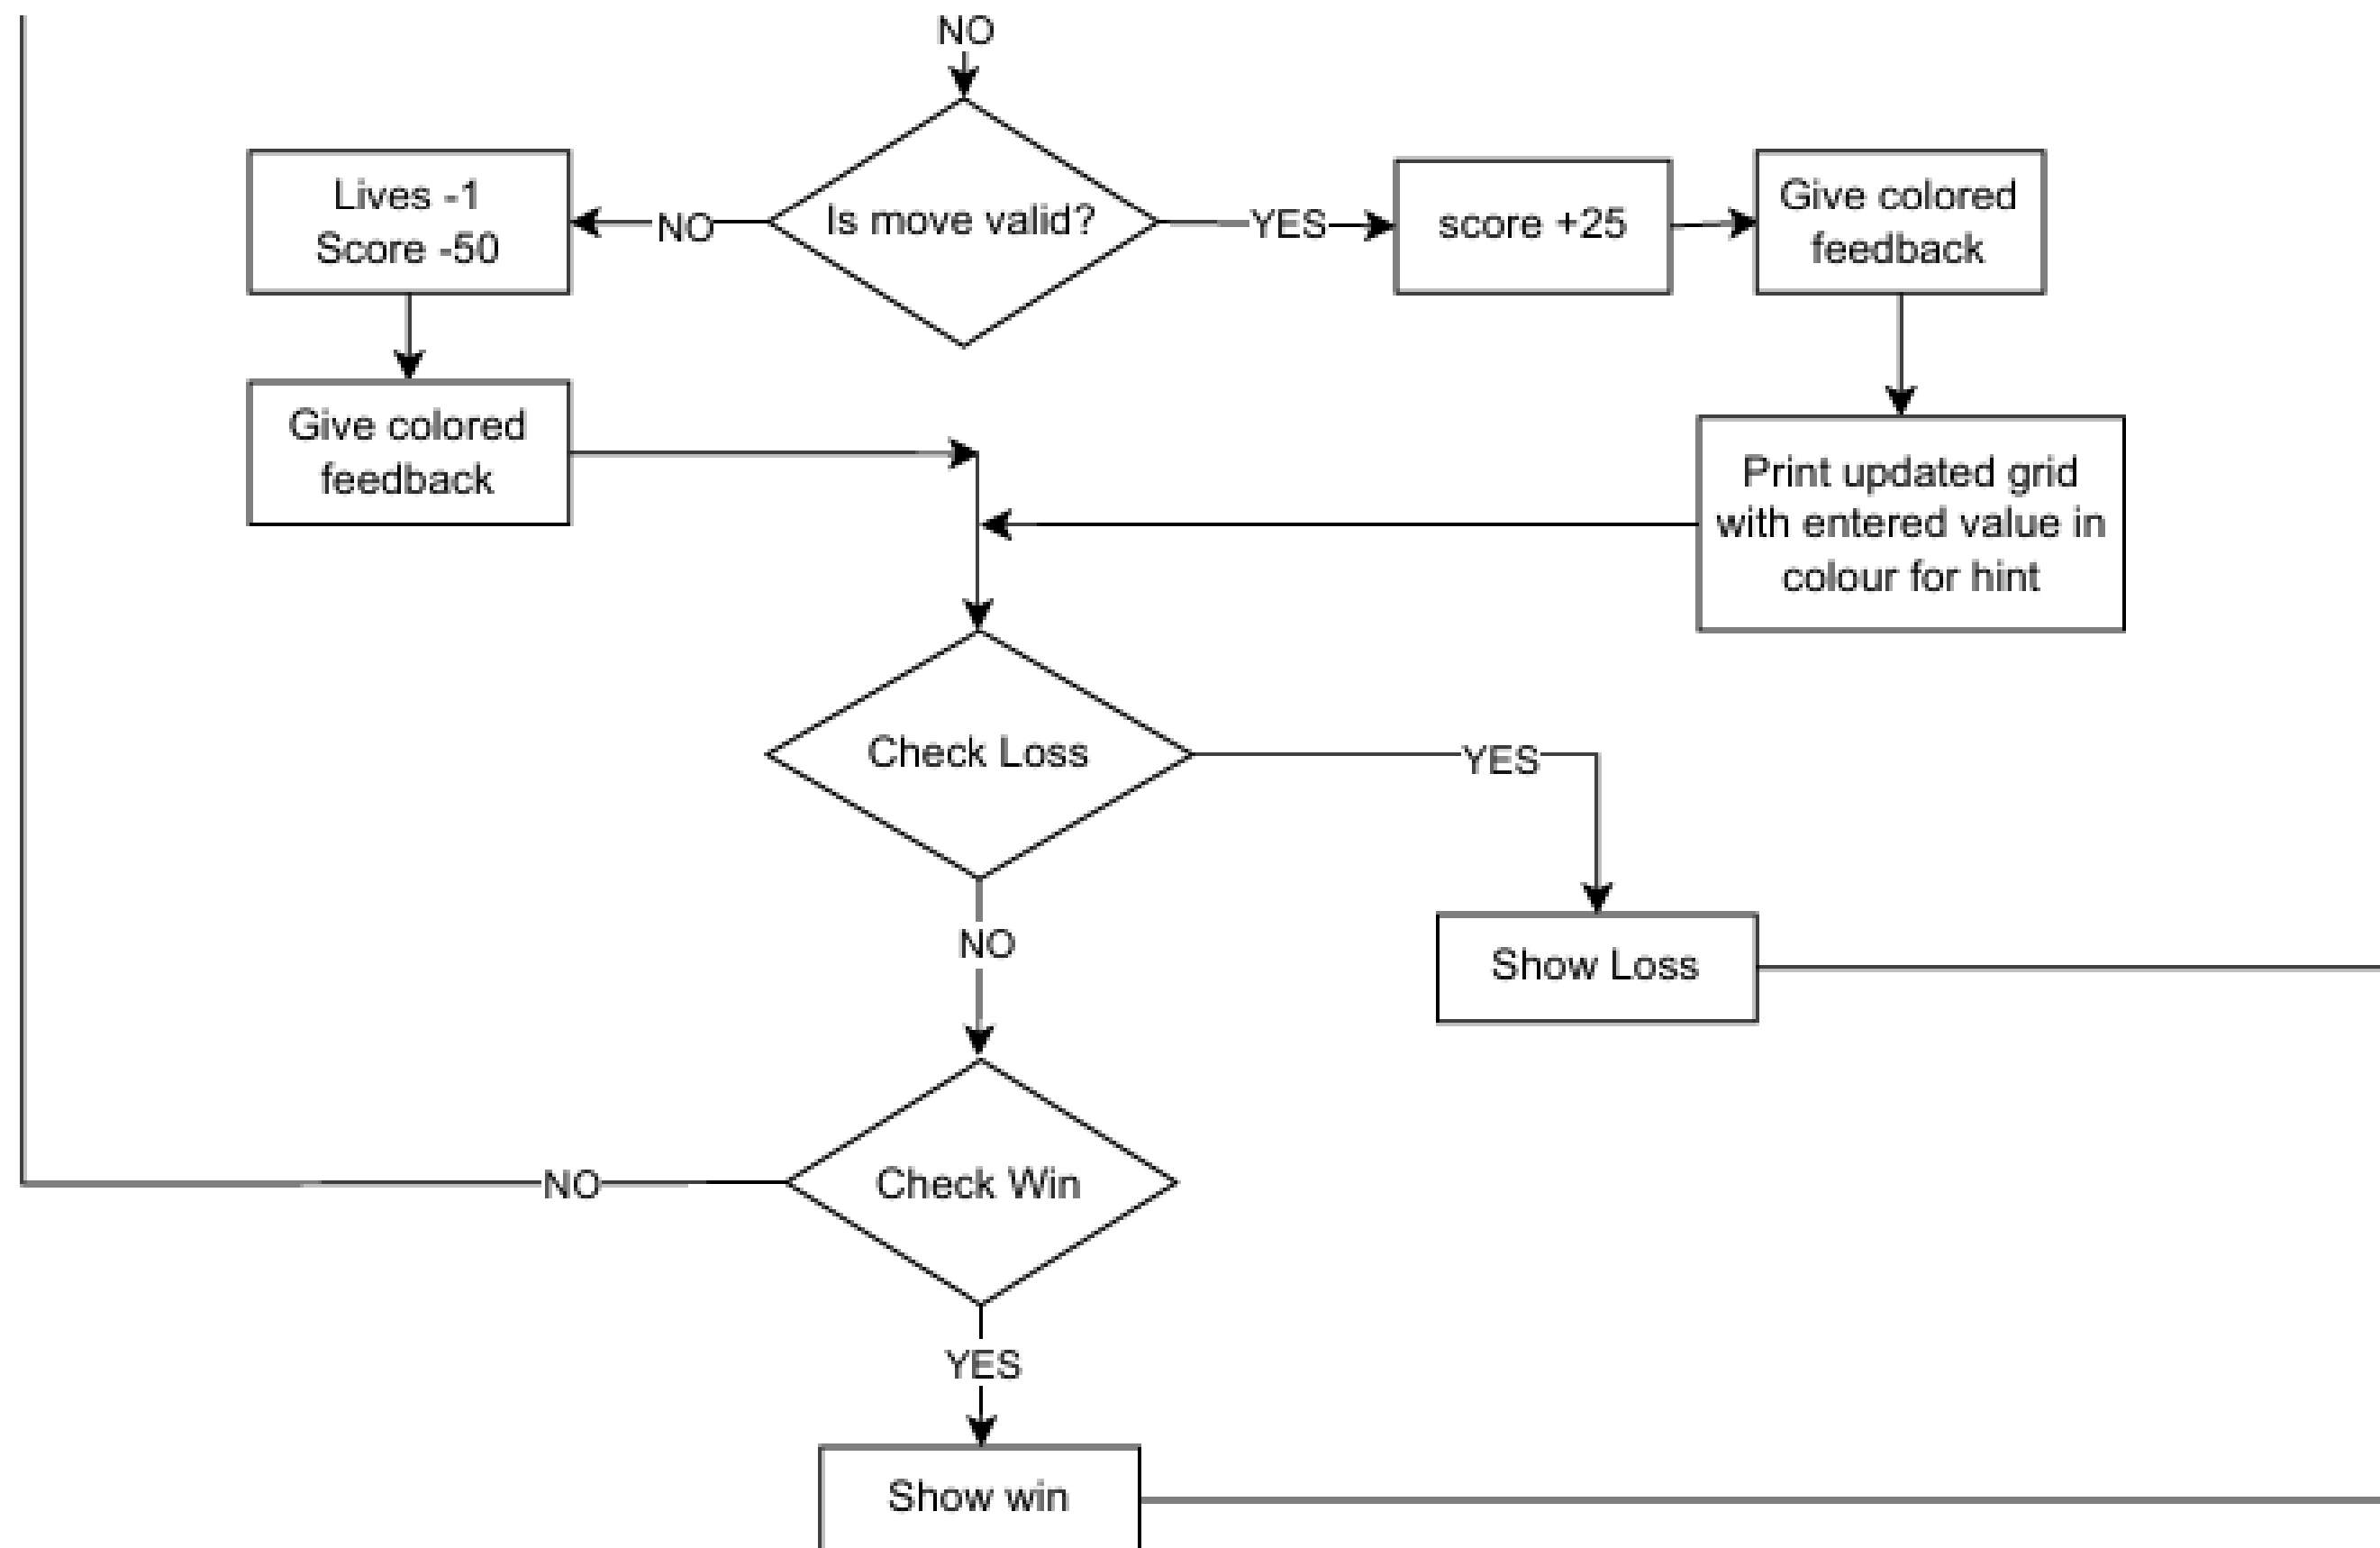 NO
Lives -1
Score -50
NO
Is move valid?
YES
score +25
Give colored
feedback
Give colored
feedback
Print updated grid
with entered value in
colour for hint
Check Loss
YES
NO
Show Loss
NO
Check Win
YES
Show win